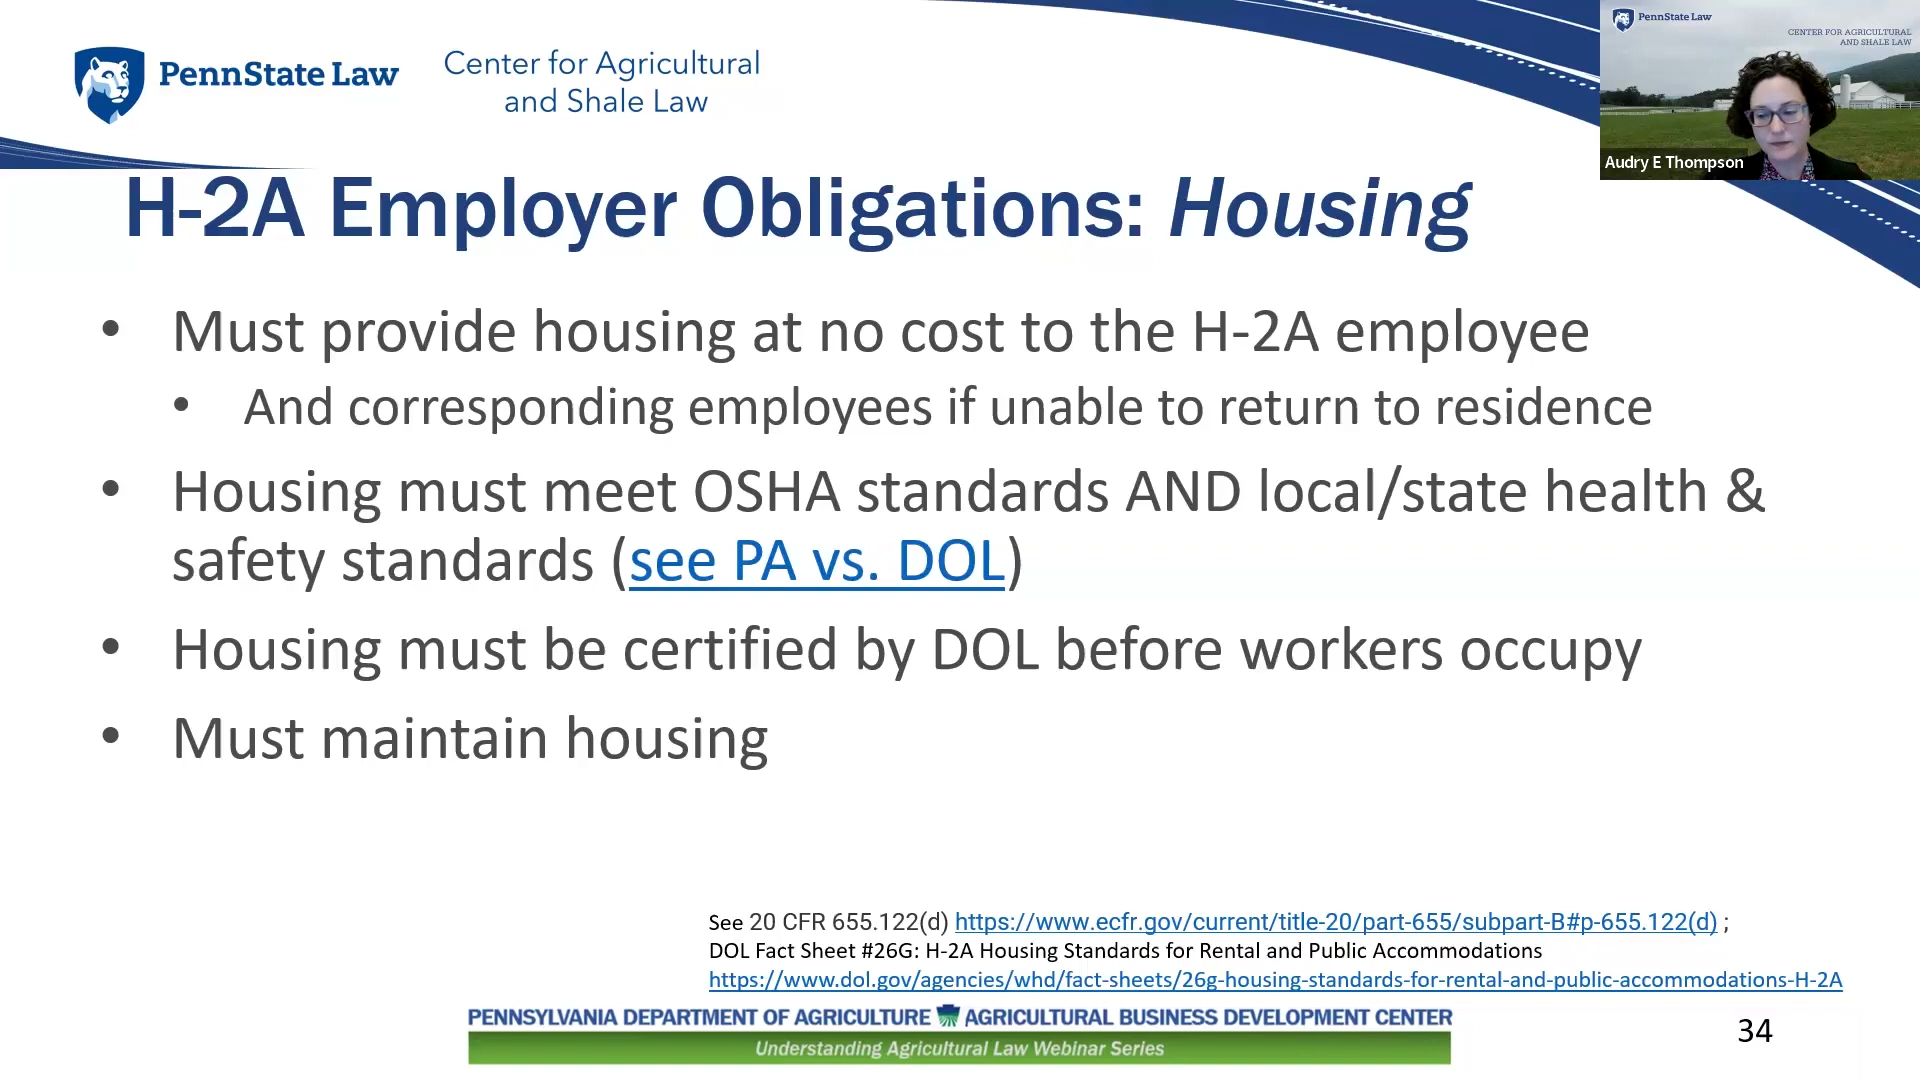 PennState Law
Center for Agricultural
and Shale Law
PennState Law
CENTER FOR AGRICULTURAL
AND SHALE LAW
Audry E Thompson
H-2A Employer Obligations: Housing
• Must provide housing at no cost to the H-2A employee
• And corresponding employees if unable to return to residence
• Housing must meet OSHA standards AND local/state health &
safety standards (see PA vs. DOL)
• Housing must be certified by DOL before workers occupy
• Must maintain housing
See 20 CFR 655.122(d) https://www.ecfr.gov/current/title-20/part-655/subpart-B#p-655.122(d) ;
DOL Fact Sheet #26G: H-2A Housing Standards for Rental and Public Accommodations
https://www.dol.gov/agencies/whd/fact-sheets/26g-housing-standards-for-rental-and-public-accommodations-H-2A
PENNSYLVANIA DEPARTMENT OF AGRICULTURE AGRICULTURAL BUSINESS DEVELOPMENT CENTER
Understanding Agricultural Law Webinar Series
34